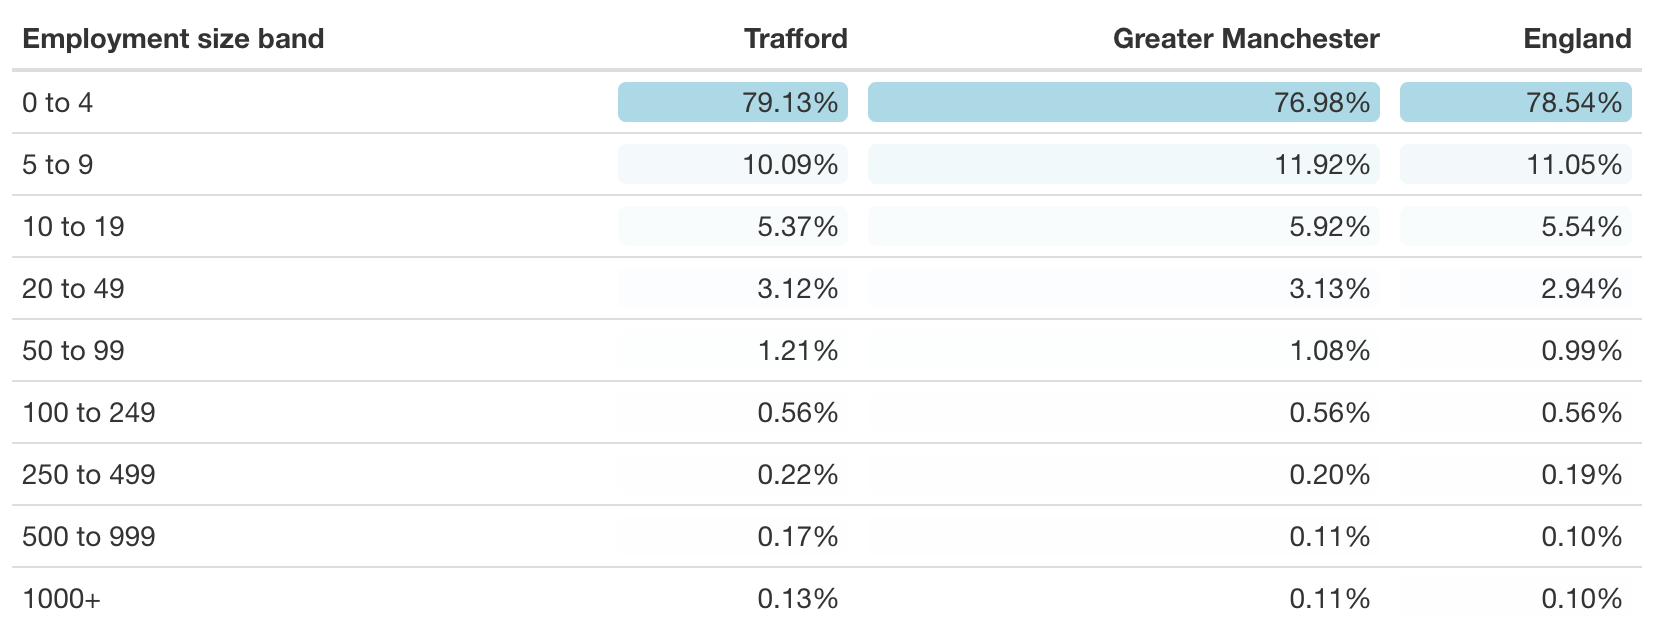 Employment size band Trafford Greater Manchester England
0 to 4 79.13% 76.98% 78.54%
5 to 9 10.09% 11.92% 11.05%
10 to 19 5.37% 5.92% 5.54%
20 to 49 3.12% 3.13% 2.94%
50 to 99 1.21% 1.08% 0.99%
100 to 249 0.56% 0.56% 0.56%
250 to 499 0.22% 0.20% 0.19%
500 to 999 0.17% 0.11% 0.10%
1000+ 0.13% 0.11% 0.10%